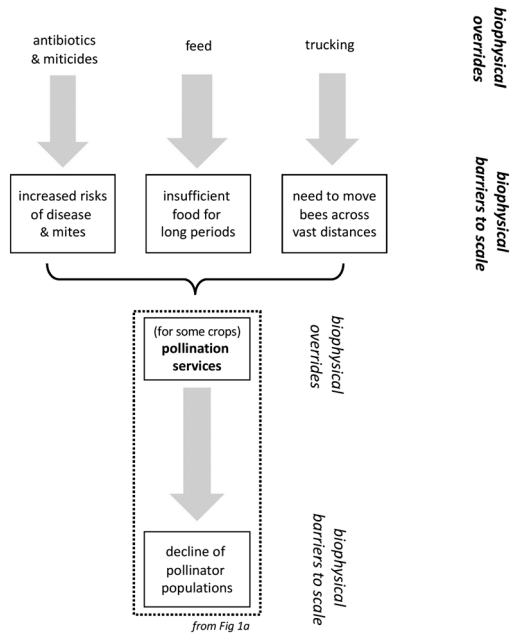 antibiotics
& miticides
feed
trucking
biophysical
overrides
increased risks
of disease
& mites
insufficient
food for
long periods
need to move
bees across
vast distances
biophysical
barriers to scale
(for some crops)
pollination
services
biophysical
overrides
decline of
pollinator
populations
biophysical
barriers to scale
from Fig 1a